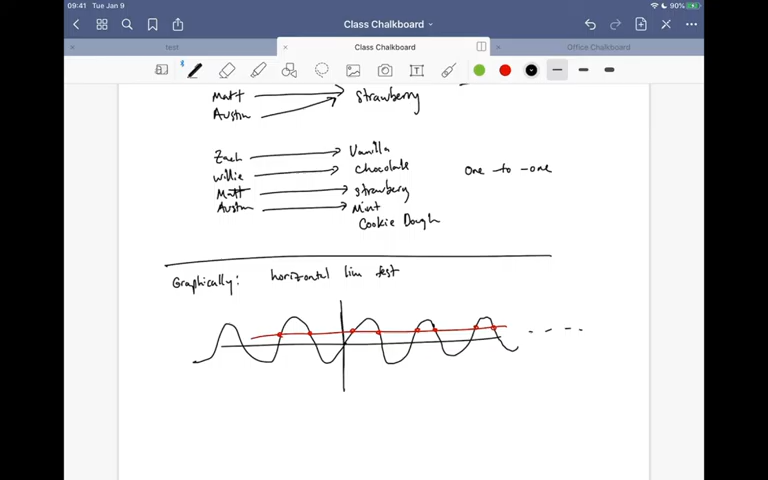 09:41 Tue Jan 9
90%
Class Chalkboard
test
Class Chalkboard
Office Chalkboard
T
Matt strawberry
Austin
Zach Vanilla
Willie Chocolate
Matt strawberry
Austin Mint
Cookie Dough
one - to - one
Graphically: horizontal line test